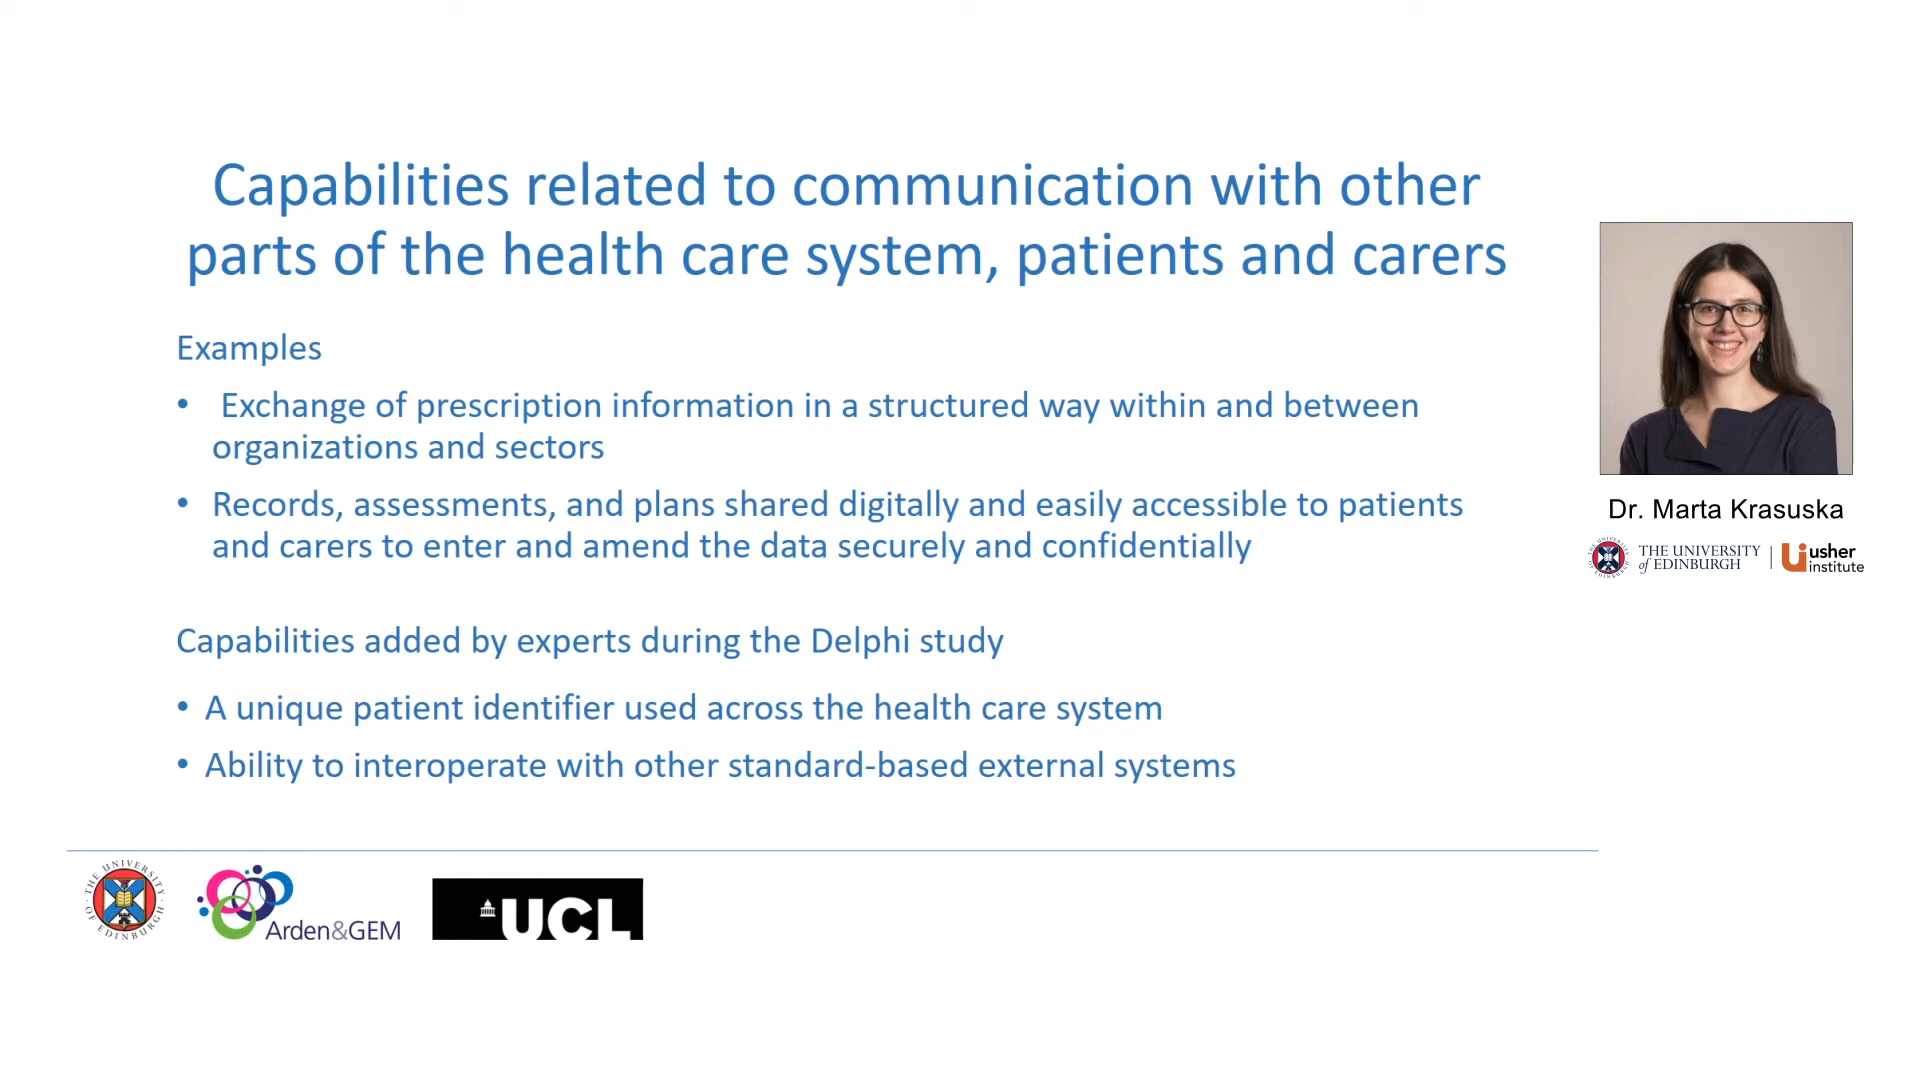 Capabilities related to communication with other
parts of the health care system, patients and carers
Examples
• Exchange of prescription information in a structured way within and between
organizations and sectors
• Records, assessments, and plans shared digitally and easily accessible to patients
and carers to enter and amend the data securely and confidentially
Capabilities added by experts during the Delphi study
• A unique patient identifier used across the health care system
• Ability to interoperate with other standard-based external systems
Dr. Marta Krasuska
THE UNIVERSITY OF EDINBURGH
THE UNIVERSITY
of EDINBURGH
usher
institute
THE UNIVERSITY OF EDINBURGH
Arden&GEM
UCL